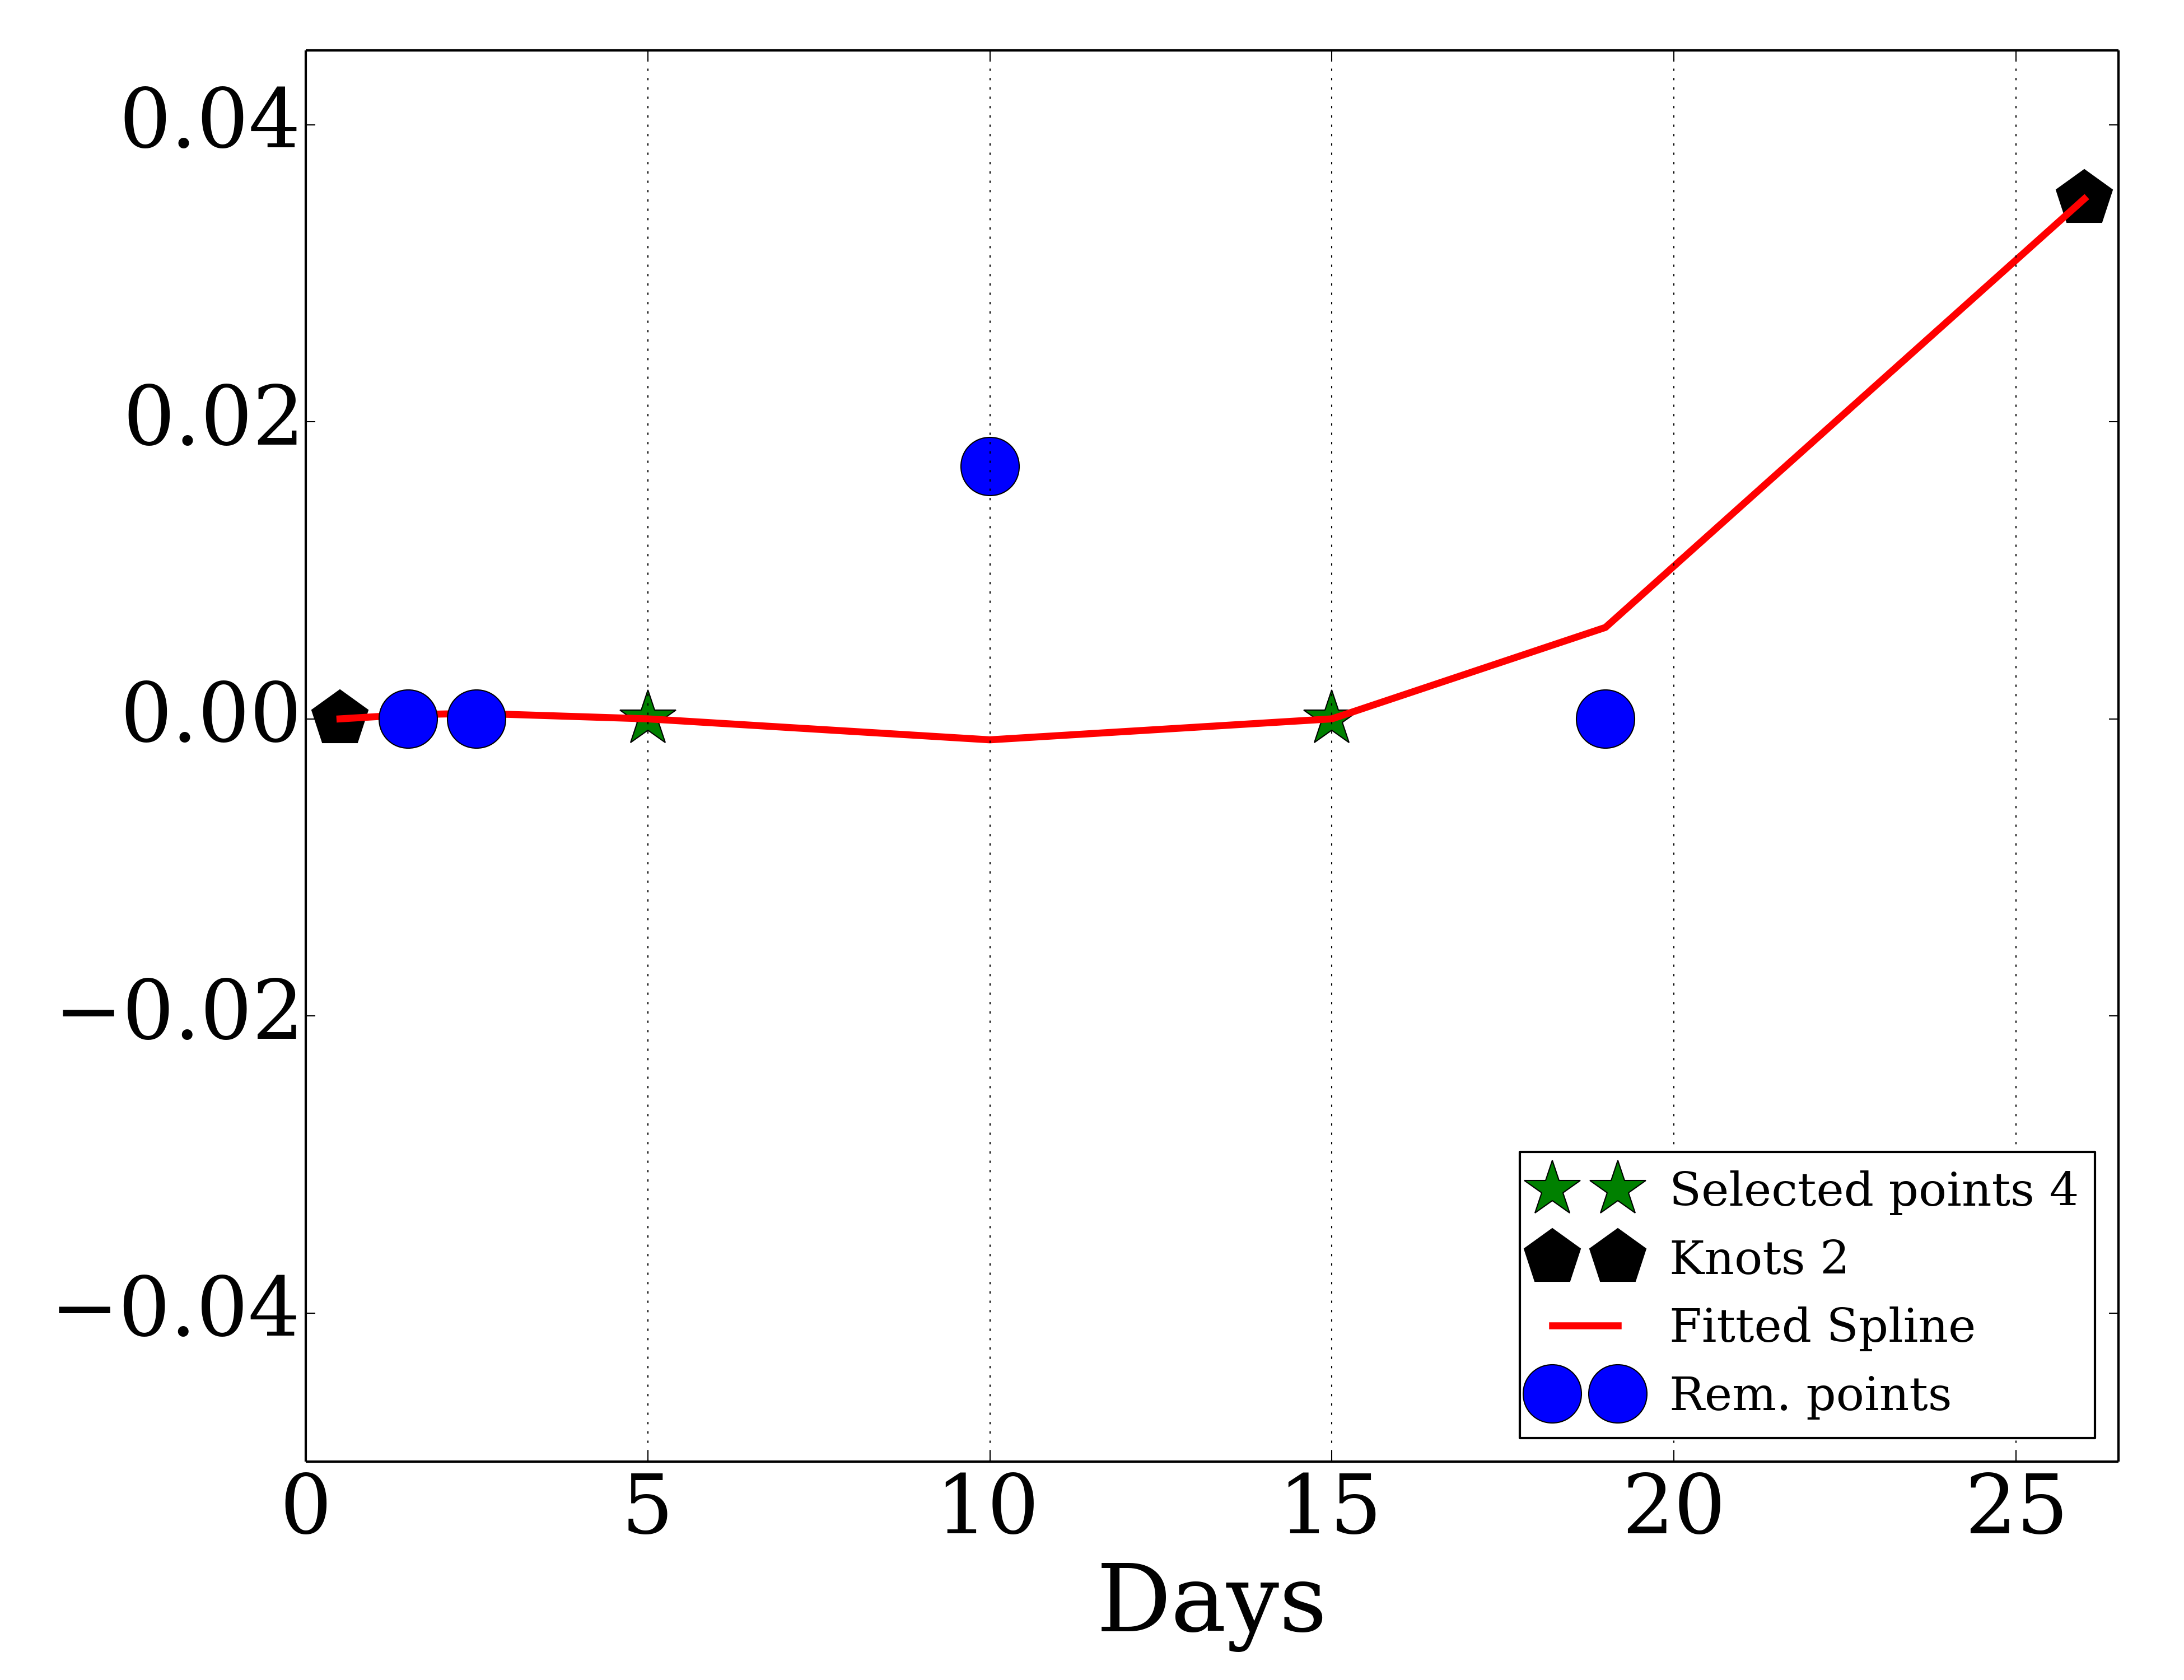 0.04
0.02
0.00
−0.02
−0.04
Selected points 4
Knots 2
Fitted Spline
Rem. points
0 5 10 15 20 25
Days